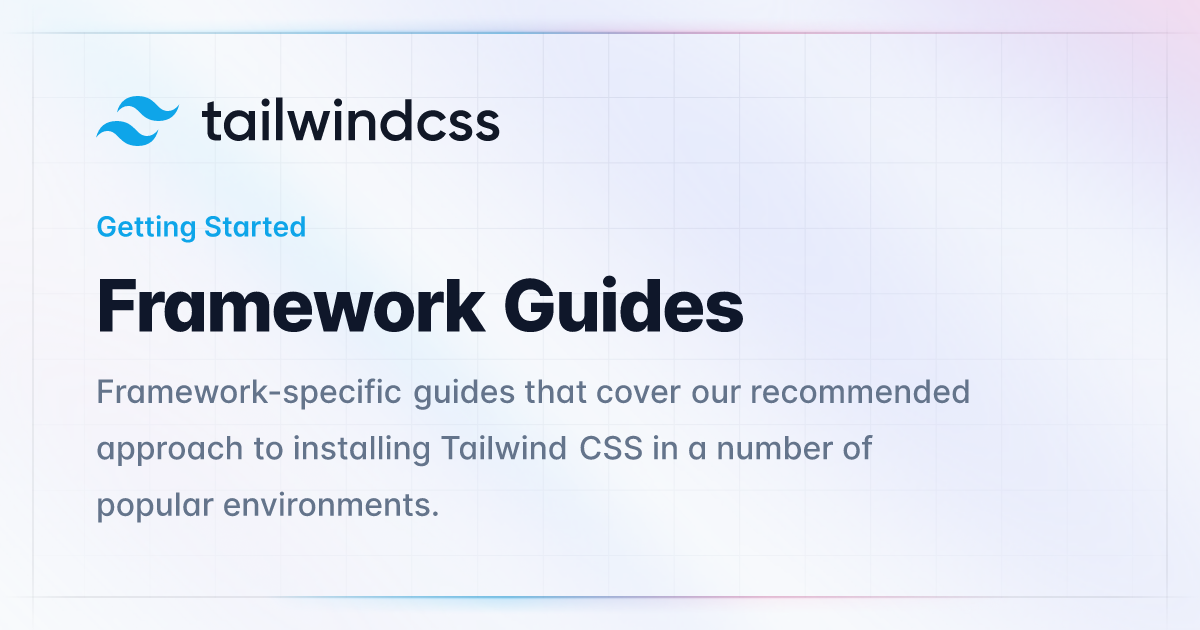 tailwindcss
Getting Started
Framework Guides
Framework-specific guides that cover our recommended
approach to installing Tailwind CSS in a number of
popular environments.